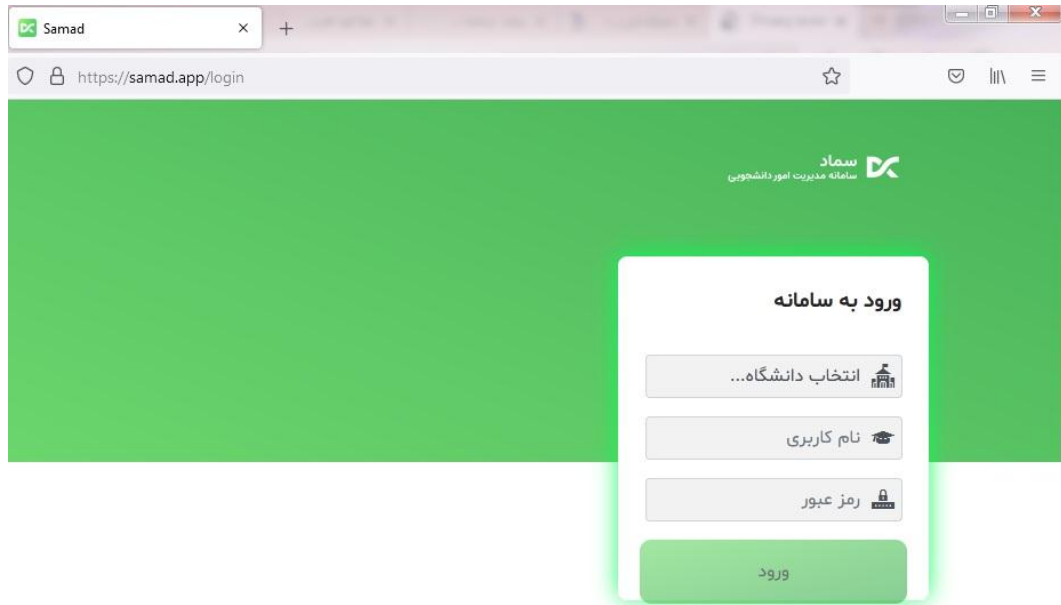 Samad
https://samad.app/login
سماد
سامانه مدیریت امور دانشجویی
ورود به سامانه
انتخاب دانشگاه...
نام کاربری
رمز عبور
ورود